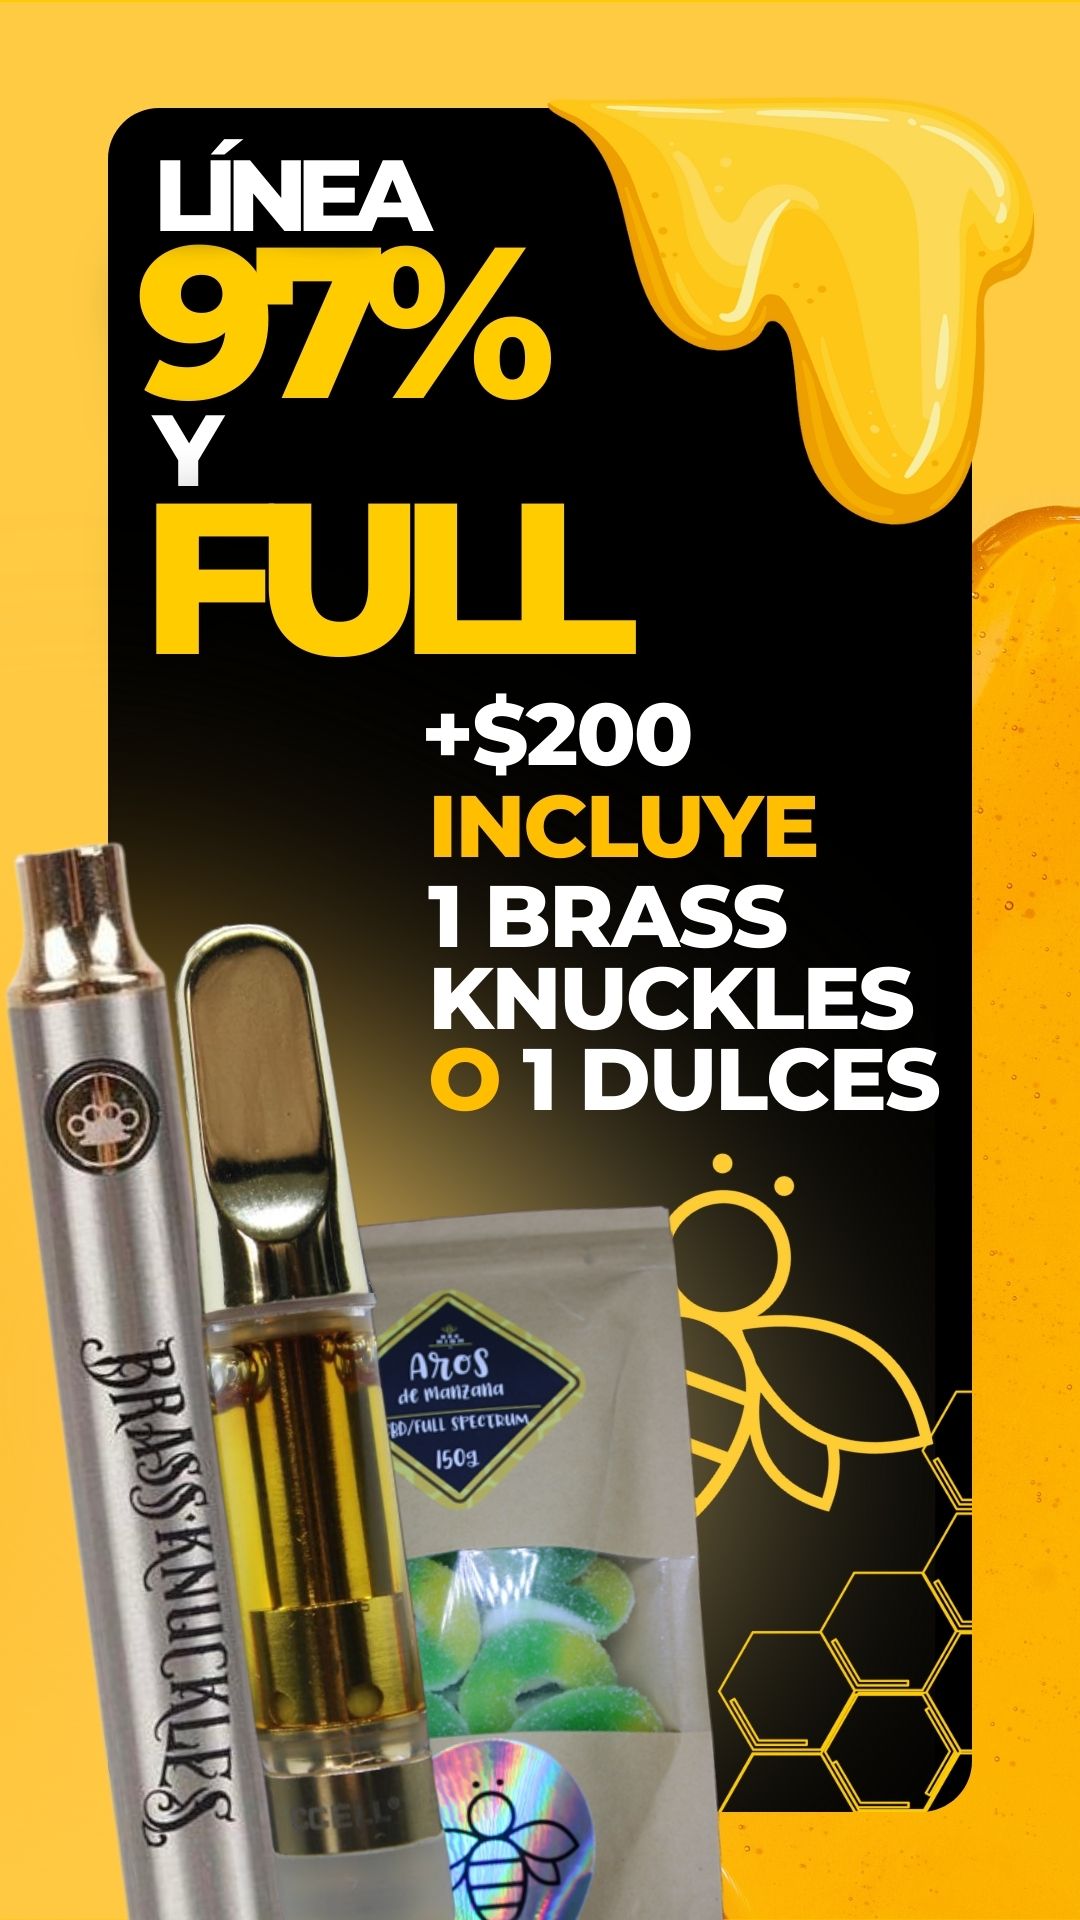 LÍNEA
97%
Y
FULL
+$200
INCLUYE
1 BRASS
KNUCKLES
O 1 DULCES
BRASS·KNUCKLES
Aros
de manzana
CBD/FULL SPECTRUM
150g
CCELL®